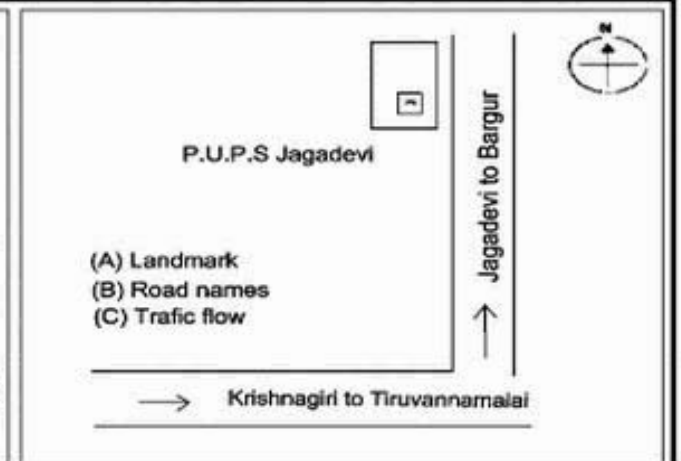 N
P.U.P.S Jagadevi
Jagadevi to Bargur
(A) Landmark
(B) Road names
(C) Trafic flow
Krishnagiri to Tiruvannamalai